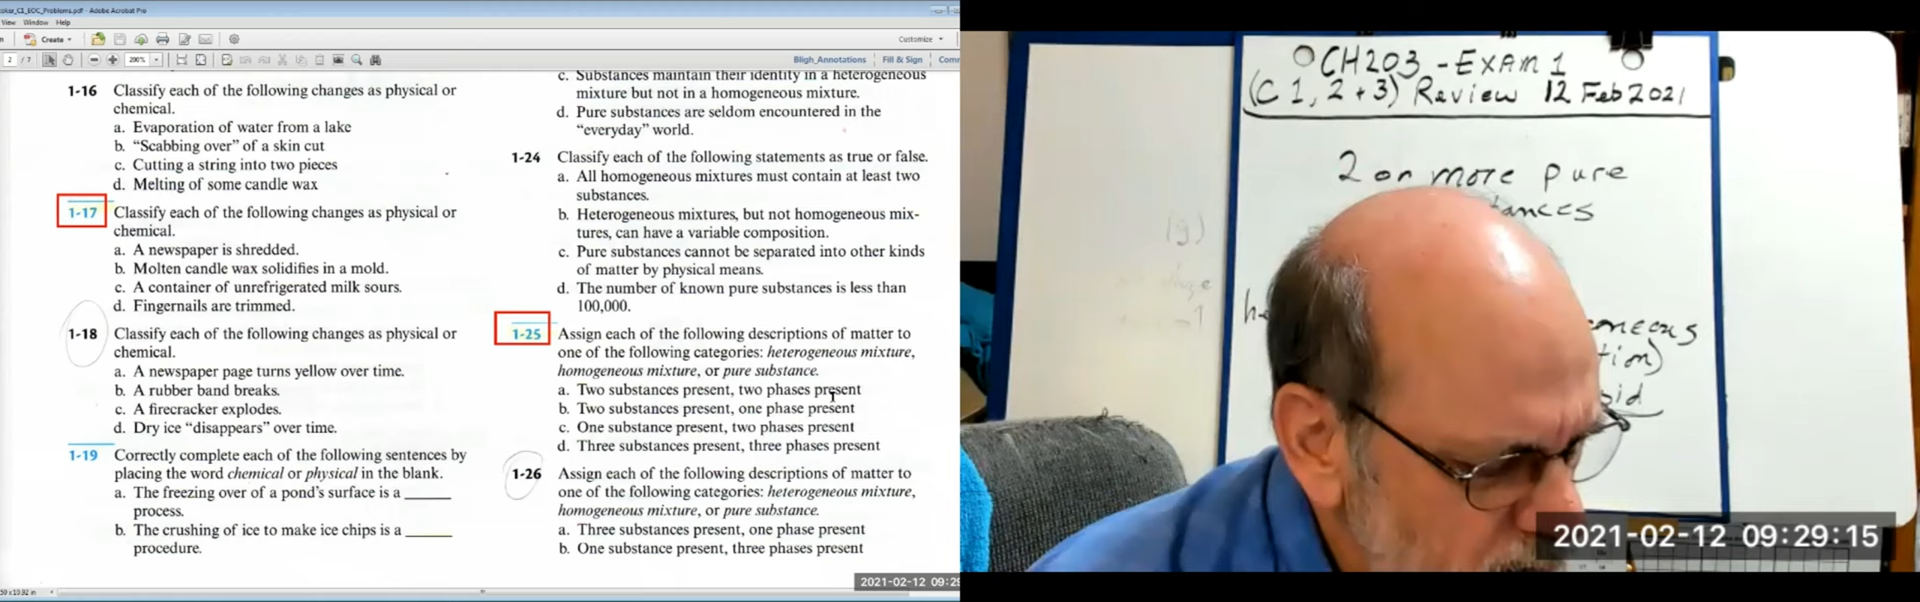 oker_C1_EOC_Problems.pdf - Adobe Acrobat Pro
View Window Help
Create
Customize
2 / 7
200%
Bligh_Annotations
Fill & Sign
Comm
1-16 Classify each of the following changes as physical or
chemical.
a. Evaporation of water from a lake
b. “Scabbing over” of a skin cut
c. Cutting a string into two pieces
d. Melting of some candle wax
1-17 Classify each of the following changes as physical or
chemical.
a. A newspaper is shredded.
b. Molten candle wax solidifies in a mold.
c. A container of unrefrigerated milk sours.
d. Fingernails are trimmed.
1-18 Classify each of the following changes as physical or
chemical.
a. A newspaper page turns yellow over time.
b. A rubber band breaks.
c. A firecracker explodes.
d. Dry ice “disappears” over time.
1-19 Correctly complete each of the following sentences by
placing the word chemical or physical in the blank.
a. The freezing over of a pond’s surface is a ______
process.
b. The crushing of ice to make ice chips is a ______
procedure.
c. Substances maintain their identity in a heterogeneous
mixture but not in a homogeneous mixture.
d. Pure substances are seldom encountered in the
“everyday” world.
1-24 Classify each of the following statements as true or false.
a. All homogeneous mixtures must contain at least two
substances.
b. Heterogeneous mixtures, but not homogeneous mix-
tures, can have a variable composition.
c. Pure substances cannot be separated into other kinds
of matter by physical means.
d. The number of known pure substances is less than
100,000.
1-25 Assign each of the following descriptions of matter to
one of the following categories: heterogeneous mixture,
homogeneous mixture, or pure substance.
a. Two substances present, two phases present
b. Two substances present, one phase present
c. One substance present, two phases present
d. Three substances present, three phases present
1-26 Assign each of the following descriptions of matter to
one of the following categories: heterogeneous mixture,
homogeneous mixture, or pure substance.
a. Three substances present, one phase present
b. One substance present, three phases present
2021-02-12 09:29
CH203 - EXAM 1
(C 1, 2 + 3) Review 12 Feb 2021
2 or more pure
tances
(g)
he
neous
tion)
2021-02-12 09:29:15